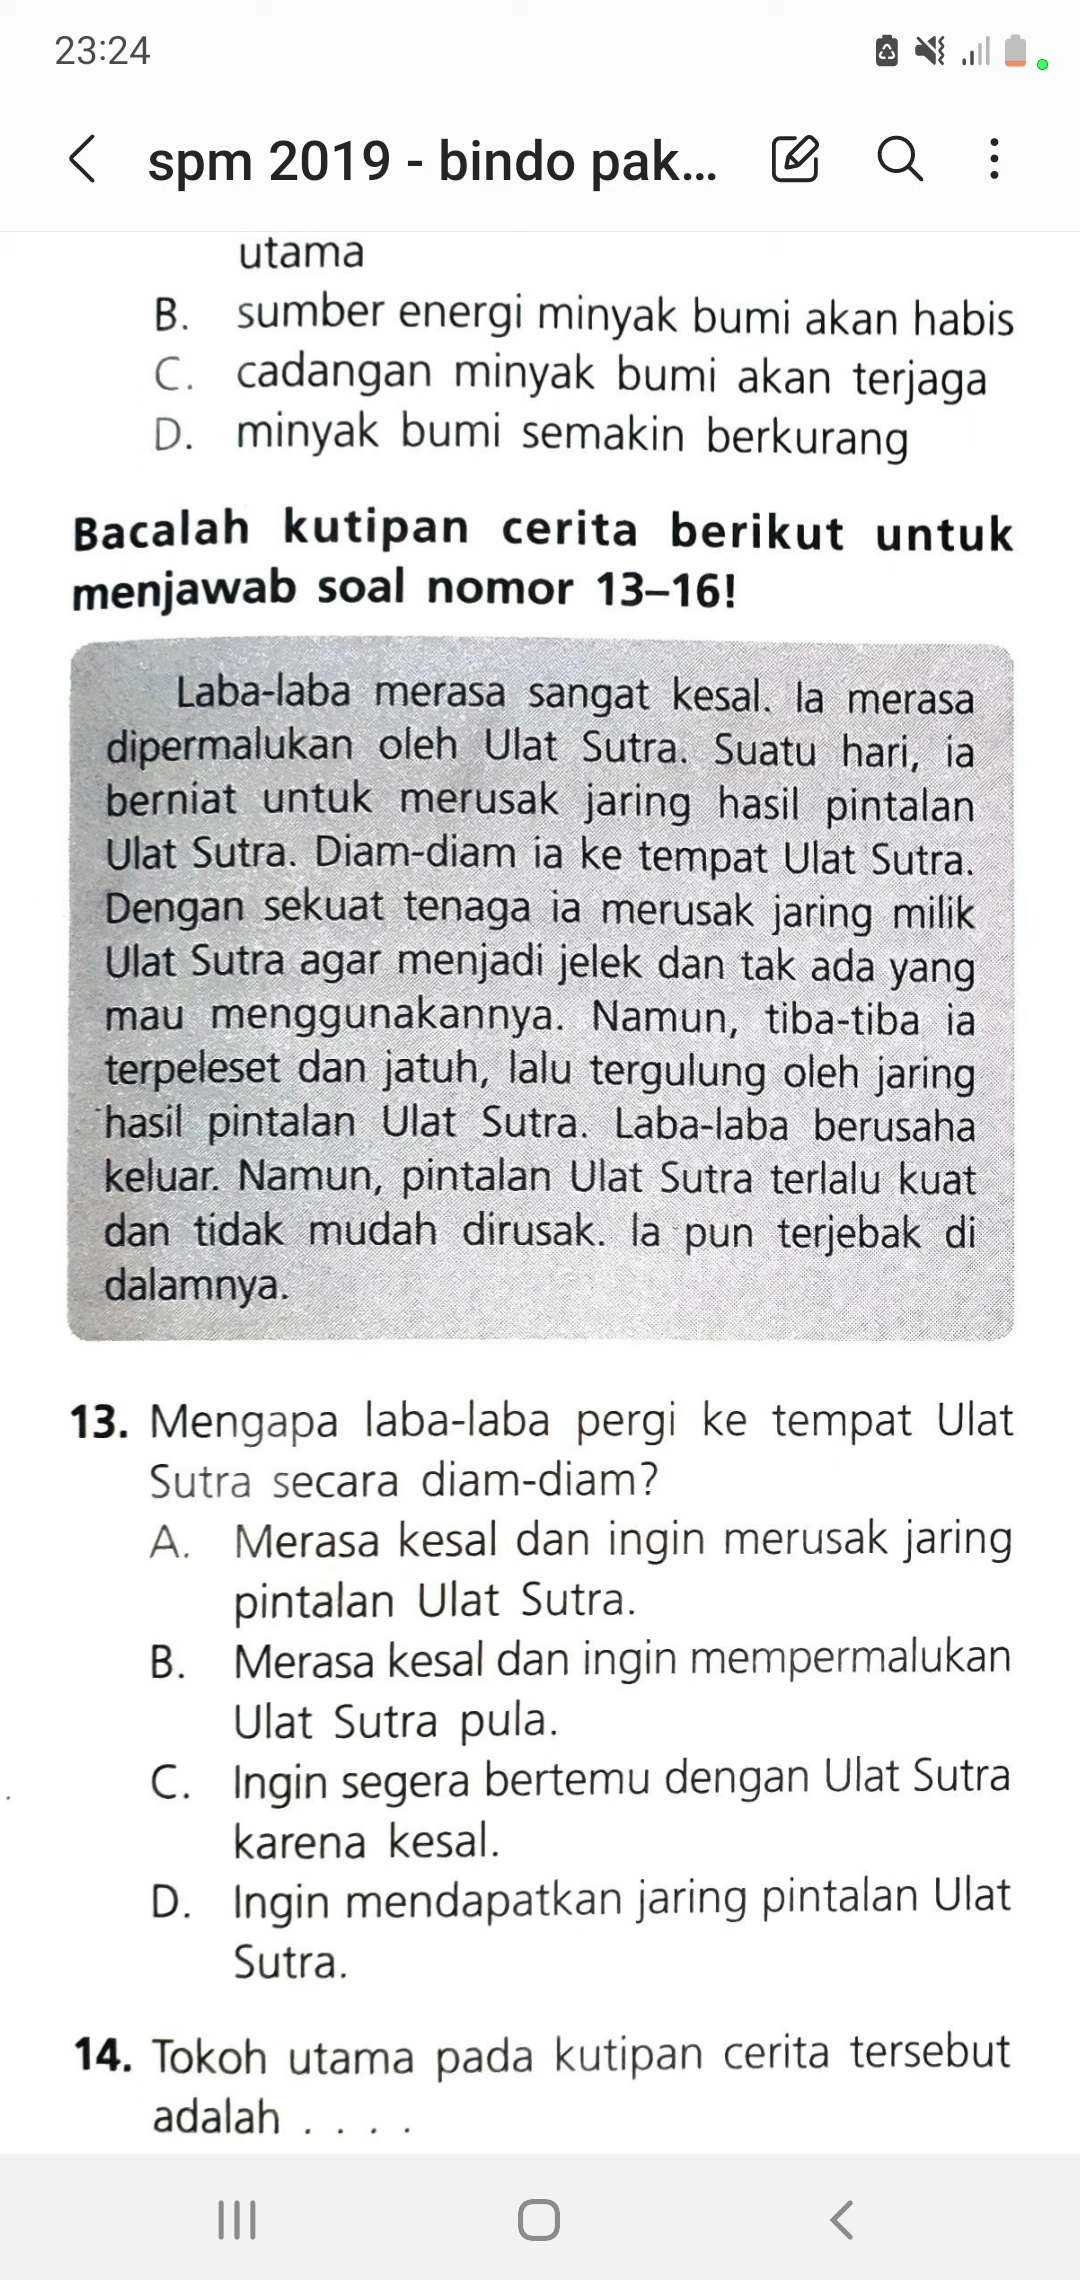 23:24
spm 2019 - bindo pak...
utama
B. sumber energi minyak bumi akan habis
C. cadangan minyak bumi akan terjaga
D. minyak bumi semakin berkurang
Bacalah kutipan cerita berikut untuk
menjawab soal nomor 13–16!
Laba-laba merasa sangat kesal. Ia merasa
dipermalukan oleh Ulat Sutra. Suatu hari, ia
berniat untuk merusak jaring hasil pintalan
Ulat Sutra. Diam-diam ia ke tempat Ulat Sutra.
Dengan sekuat tenaga ia merusak jaring milik
Ulat Sutra agar menjadi jelek dan tak ada yang
mau menggunakannya. Namun, tiba-tiba ia
terpeleset dan jatuh, lalu tergulung oleh jaring
hasil pintalan Ulat Sutra. Laba-laba berusaha
keluar. Namun, pintalan Ulat Sutra terlalu kuat
dan tidak mudah dirusak. Ia pun terjebak di
dalamnya.
13. Mengapa laba-laba pergi ke tempat Ulat
Sutra secara diam-diam?
A. Merasa kesal dan ingin merusak jaring
pintalan Ulat Sutra.
B. Merasa kesal dan ingin mempermalukan
Ulat Sutra pula.
C. Ingin segera bertemu dengan Ulat Sutra
karena kesal.
D. Ingin mendapatkan jaring pintalan Ulat
Sutra.
14. Tokoh utama pada kutipan cerita tersebut
adalah . . . .